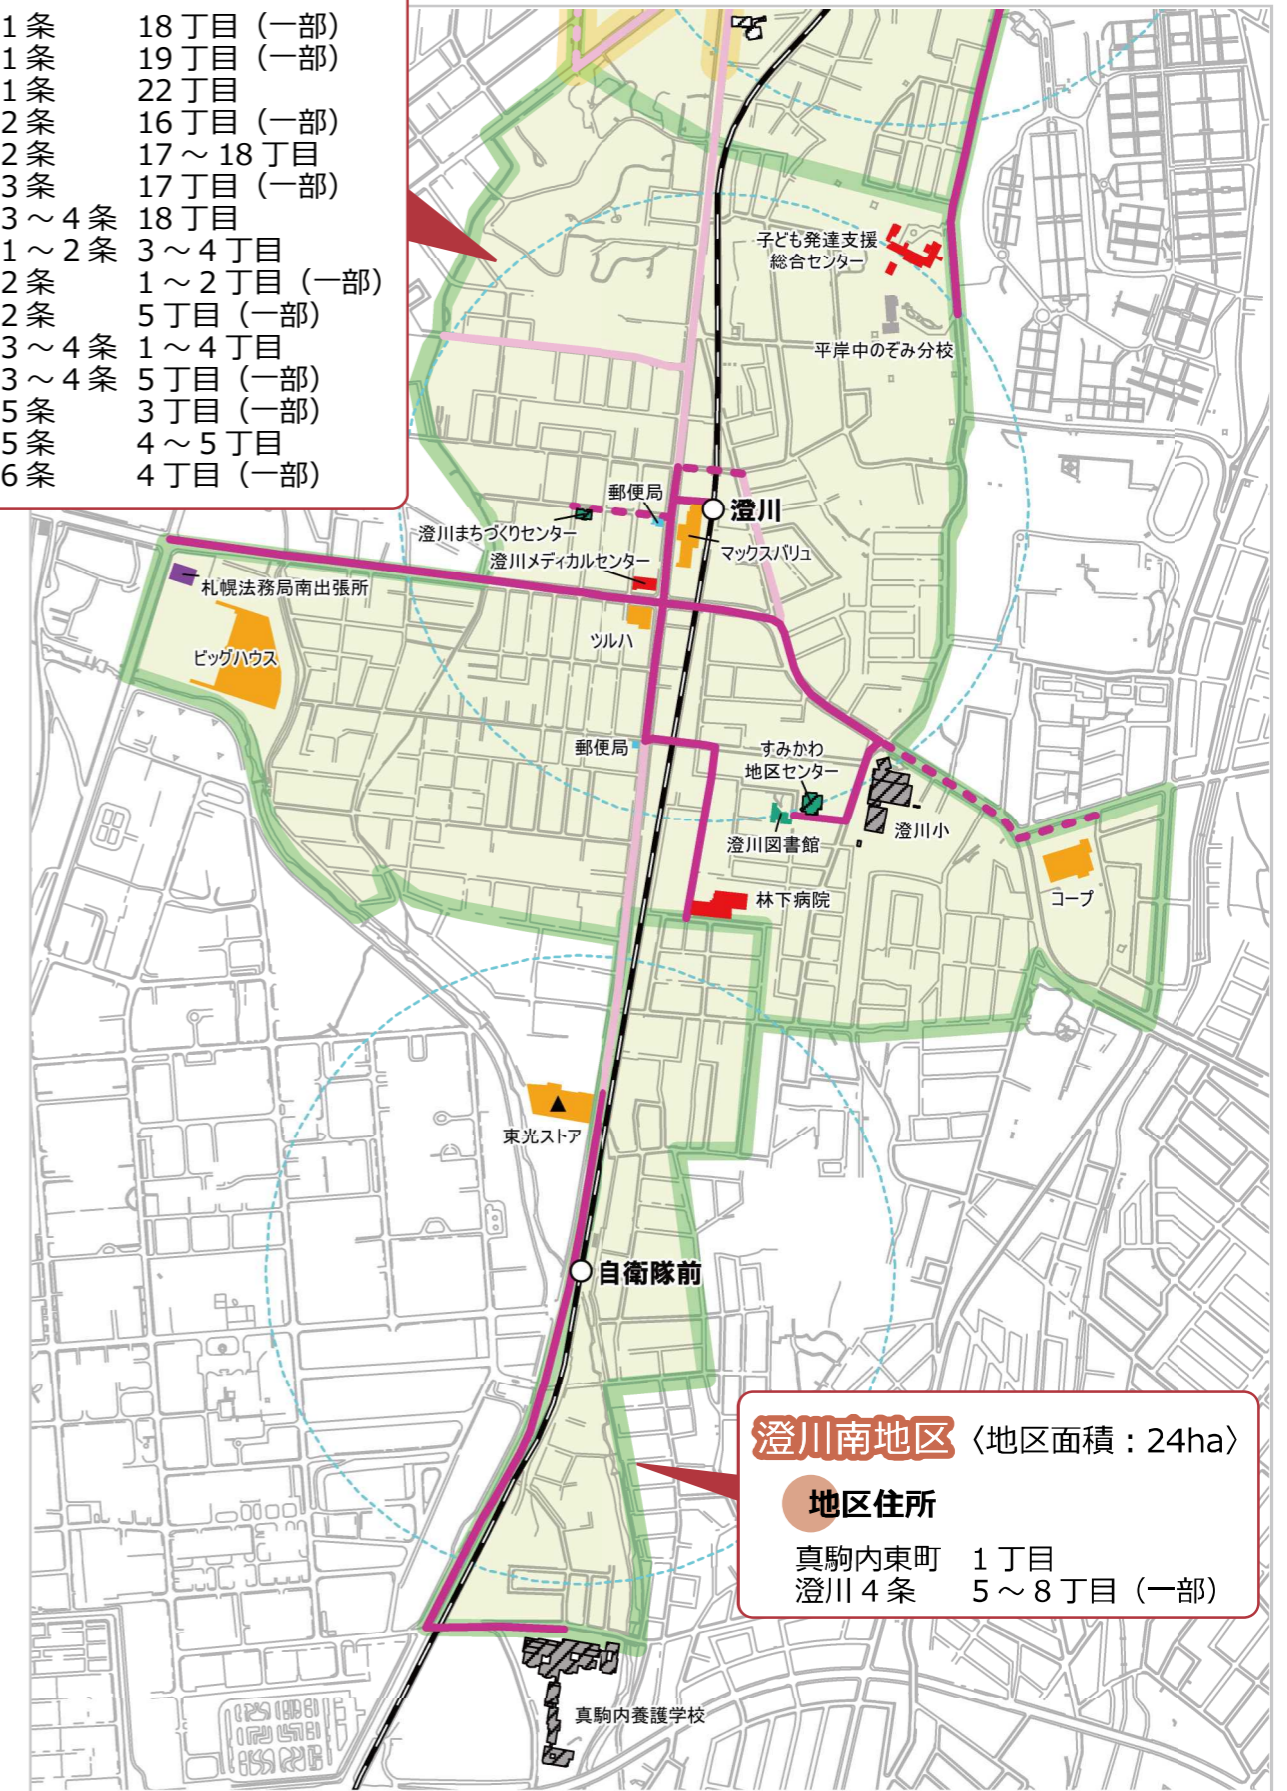 1条 18丁目（一部）
1条 19丁目（一部）
1条 22丁目
2条 16丁目（一部）
2条 17～18丁目
3条 17丁目（一部）
3～4条 18丁目
1～2条 3～4丁目
2条 1～2丁目（一部）
2条 5丁目（一部）
3～4条 1～4丁目
3～4条 5丁目（一部）
5条 3丁目（一部）
5条 4～5丁目
6条 4丁目（一部）
子ども発達支援
総合センター
平岸中のぞみ分校
郵便局
澄川
澄川まちづくりセンター
マックスバリュ
澄川メディカルセンター
札幌法務局南出張所
ツルハ
ビッグハウス
郵便局
すみかわ
地区センター
澄川小
澄川図書館
林下病院
コープ
東光ストア
自衛隊前
澄川南地区〈地区面積：24ha〉
地区住所
真駒内東町 1丁目
澄川4条 5～8丁目（一部）
真駒内養護学校